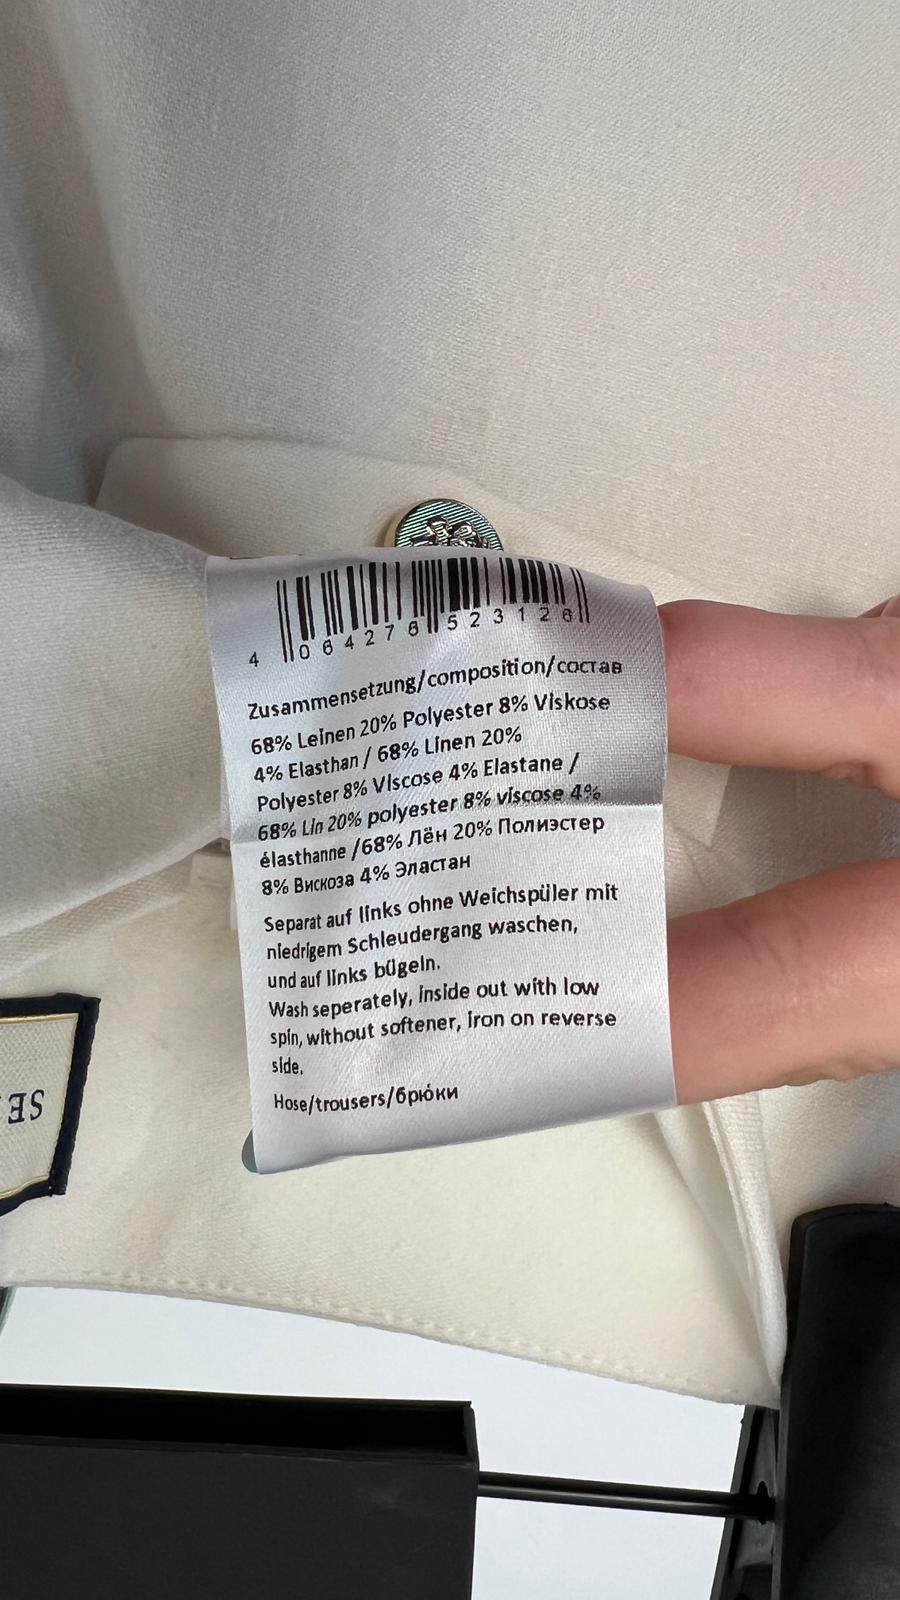 4 064276 523126
Zusammensetzung/composition/состав
68% Leinen 20% Polyester 8% Viskose
4% Elasthan / 68% Linen 20%
Polyester 8% Viscose 4% Elastane /
68% Lin 20% polyester 8% viscose 4%
élasthanne /68% Лён 20% Полиэстер
8% Вискоза 4% Эластан
Separat auf links ohne Weichspüler mit
niedrigem Schleudergang waschen,
und auf links bügeln.
Wash seperately, inside out with low
spin, without softener, iron on reverse
side.
Hose/trousers/брюки
SE